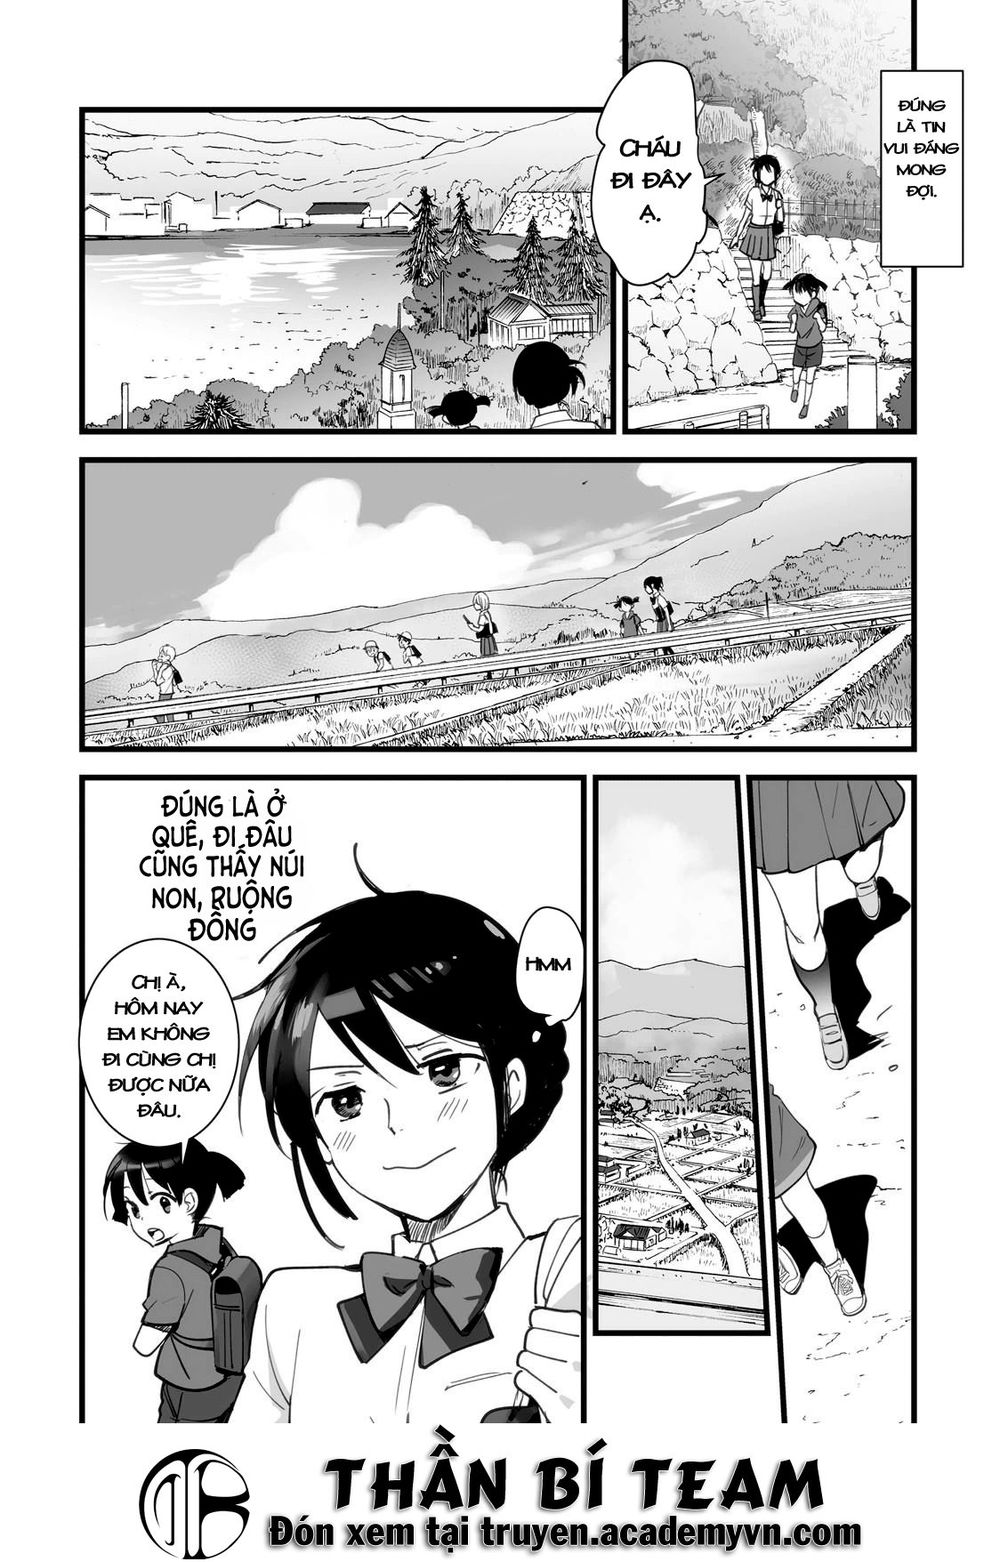 ĐÚNG
LÀ TIN
VUI ĐÁNG
MONG
ĐỢI.
CHÁU
ĐI ĐÂY
Ạ.
HMM
ĐÚNG LÀ Ở
QUÊ, ĐI ĐÂU
CŨNG THẤY NÚI
NON, RUỘNG
ĐỒNG
CHỊ À,
HÔM NAY
EM KHÔNG
ĐI CÙNG CHỊ
ĐƯỢC NỮA
ĐÂU.
THẦN BÍ TEAM
Đón xem tại truyen.academyvn.com